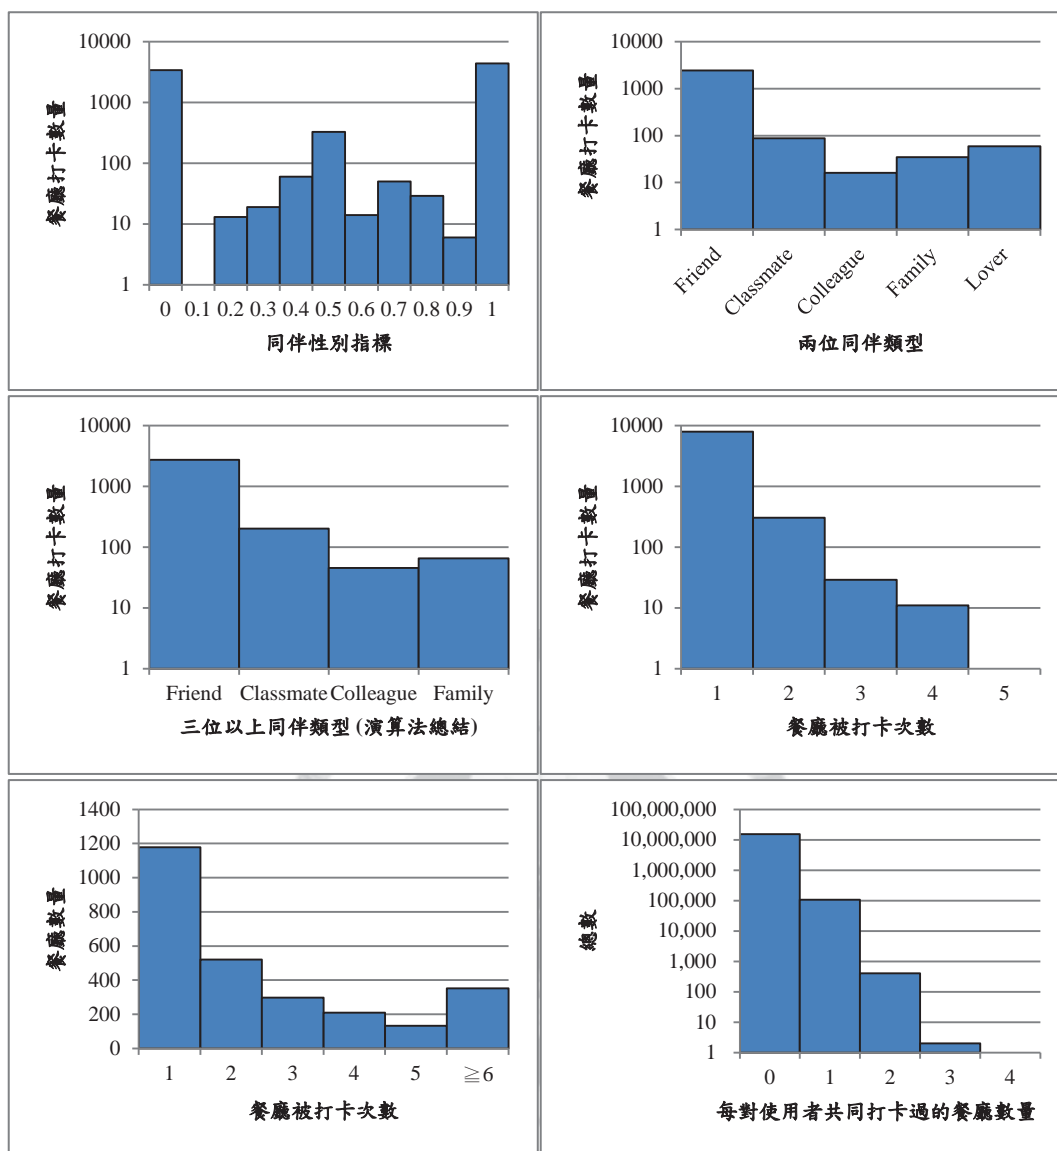 10000
1000
100
10
1
餐廳打卡數量
0 0.1 0.2 0.3 0.4 0.5 0.6 0.7 0.8 0.9 1
同伴性別指標
10000
1000
100
10
1
餐廳打卡數量
Friend
Classmate
Colleague
Family
Lover
兩位同伴類型
10000
1000
100
10
1
餐廳打卡數量
Friend Classmate Colleague Family
三位以上同伴類型 (演算法總結)
10000
1000
100
10
1
餐廳打卡數量
1 2 3 4 5
餐廳被打卡次數
1400
1200
1000
800
600
400
200
0
餐廳數量
1 2 3 4 5 ≧6
餐廳被打卡次數
100,000,000
10,000,000
1,000,000
100,000
10,000
1,000
100
10
1
總數
0 1 2 3 4
每對使用者共同打卡過的餐廳數量